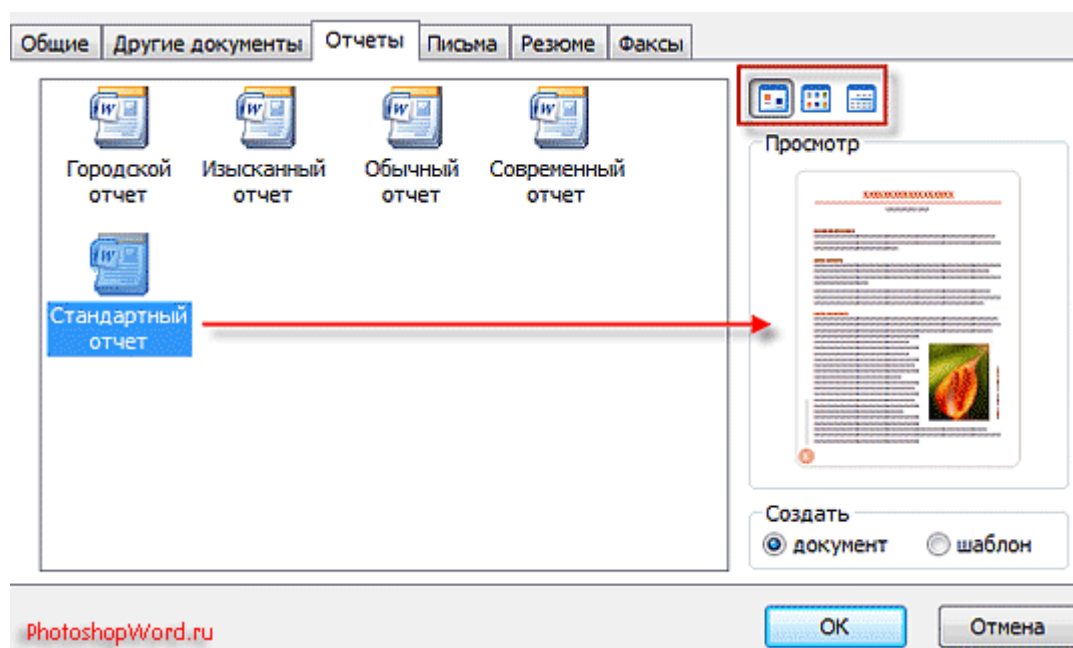 Общие Другие документы Отчеты Письма Резюме Факсы
Городской отчет
Изысканный отчет
Обычный отчет
Современный отчет
Стандартный отчет
Просмотр
Создать
документ шаблон
PhotoshopWord.ru
ОК Отмена